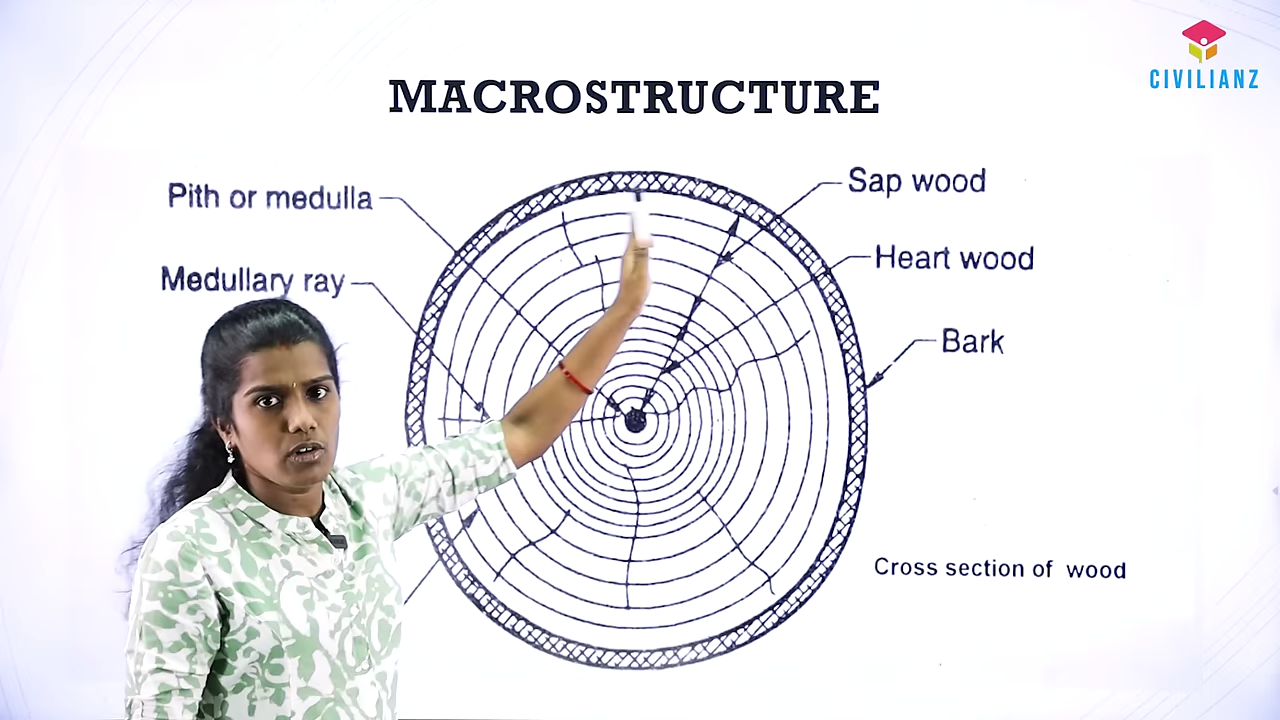 CIVILIANZ
MACROSTRUCTURE
Pith or medulla
Sap wood
Medullary ray
Heart wood
Bark
Cross section of wood